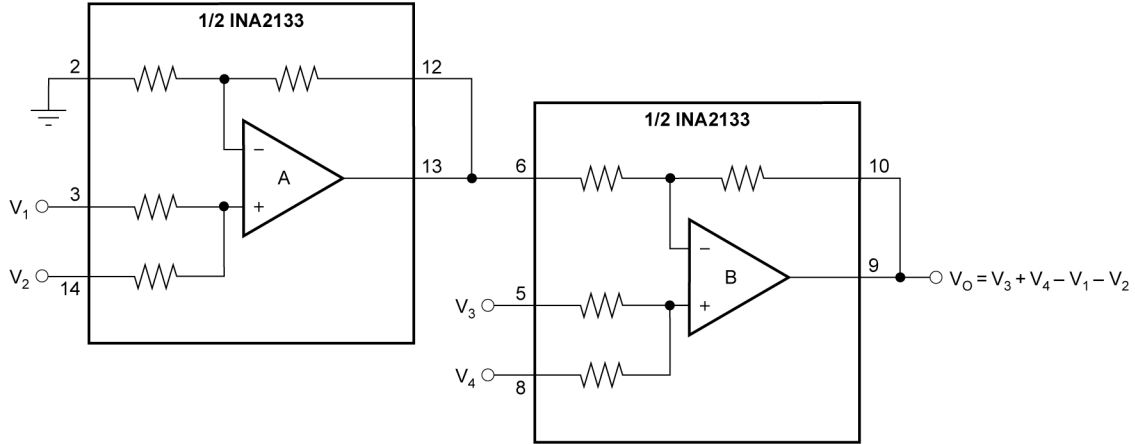 1/2 INA2133
2
12
−
A
13
3
V1
+
V2
14
1/2 INA2133
6
10
−
B
9
VO = V3 + V4 – V1 – V2
5
V3
+
V4
8